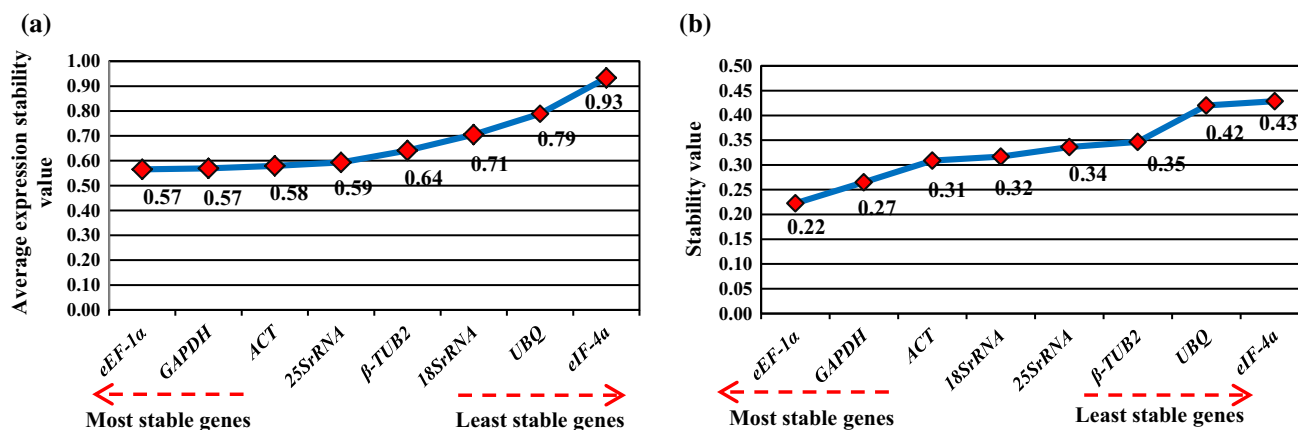 (a)
Average expression stability
value
1.00
0.90
0.80
0.70
0.60
0.50
0.40
0.30
0.20
0.10
0.00
0.57
0.57
0.58
0.59
0.64
0.71
0.79
0.93
eEF-1α
GAPDH
ACT
25SrRNA
β-TUB2
18SrRNA
UBQ
eIF-4a
Most stable genes
Least stable genes
(b)
Stability value
0.50
0.45
0.40
0.35
0.30
0.25
0.20
0.15
0.10
0.05
0.00
0.22
0.27
0.31
0.32
0.34
0.35
0.42
0.43
eEF-1α
GAPDH
ACT
18SrRNA
25SrRNA
β-TUB2
UBQ
eIF-4a
Most stable genes
Least stable genes